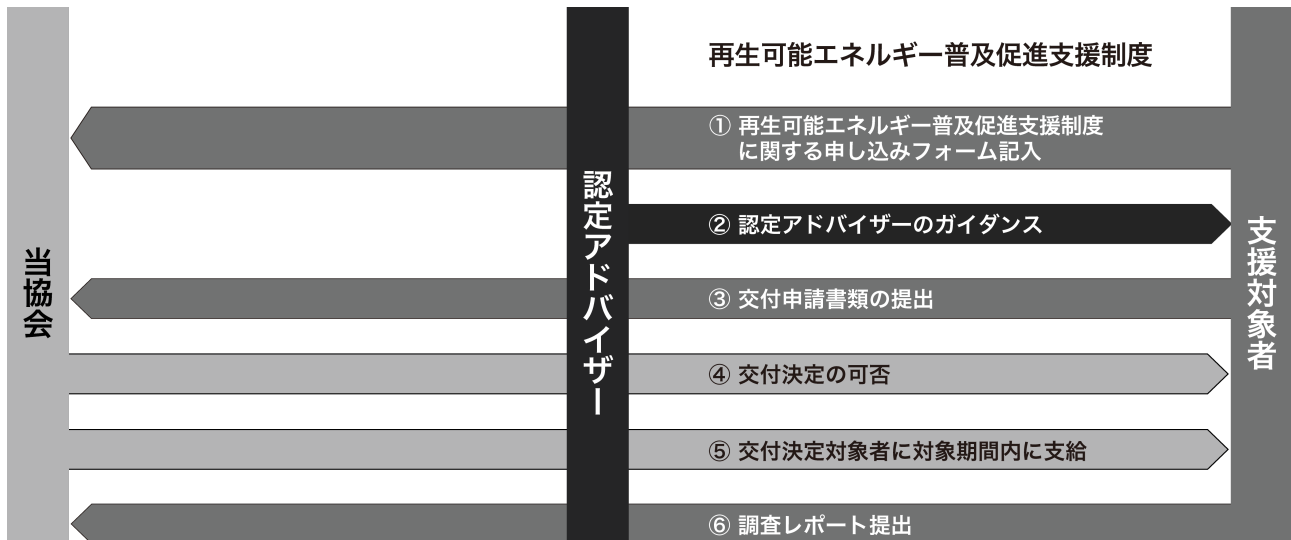 再生可能エネルギー普及促進支援制度
① 再生可能エネルギー普及促進支援制度
に関する申し込みフォーム記入
② 認定アドバイザーのガイダンス
③ 交付申請書類の提出
④ 交付決定の可否
⑤ 交付決定対象者に対象期間内に支給
⑥ 調査レポート提出
当協会
認定アドバイザー
支援対象者